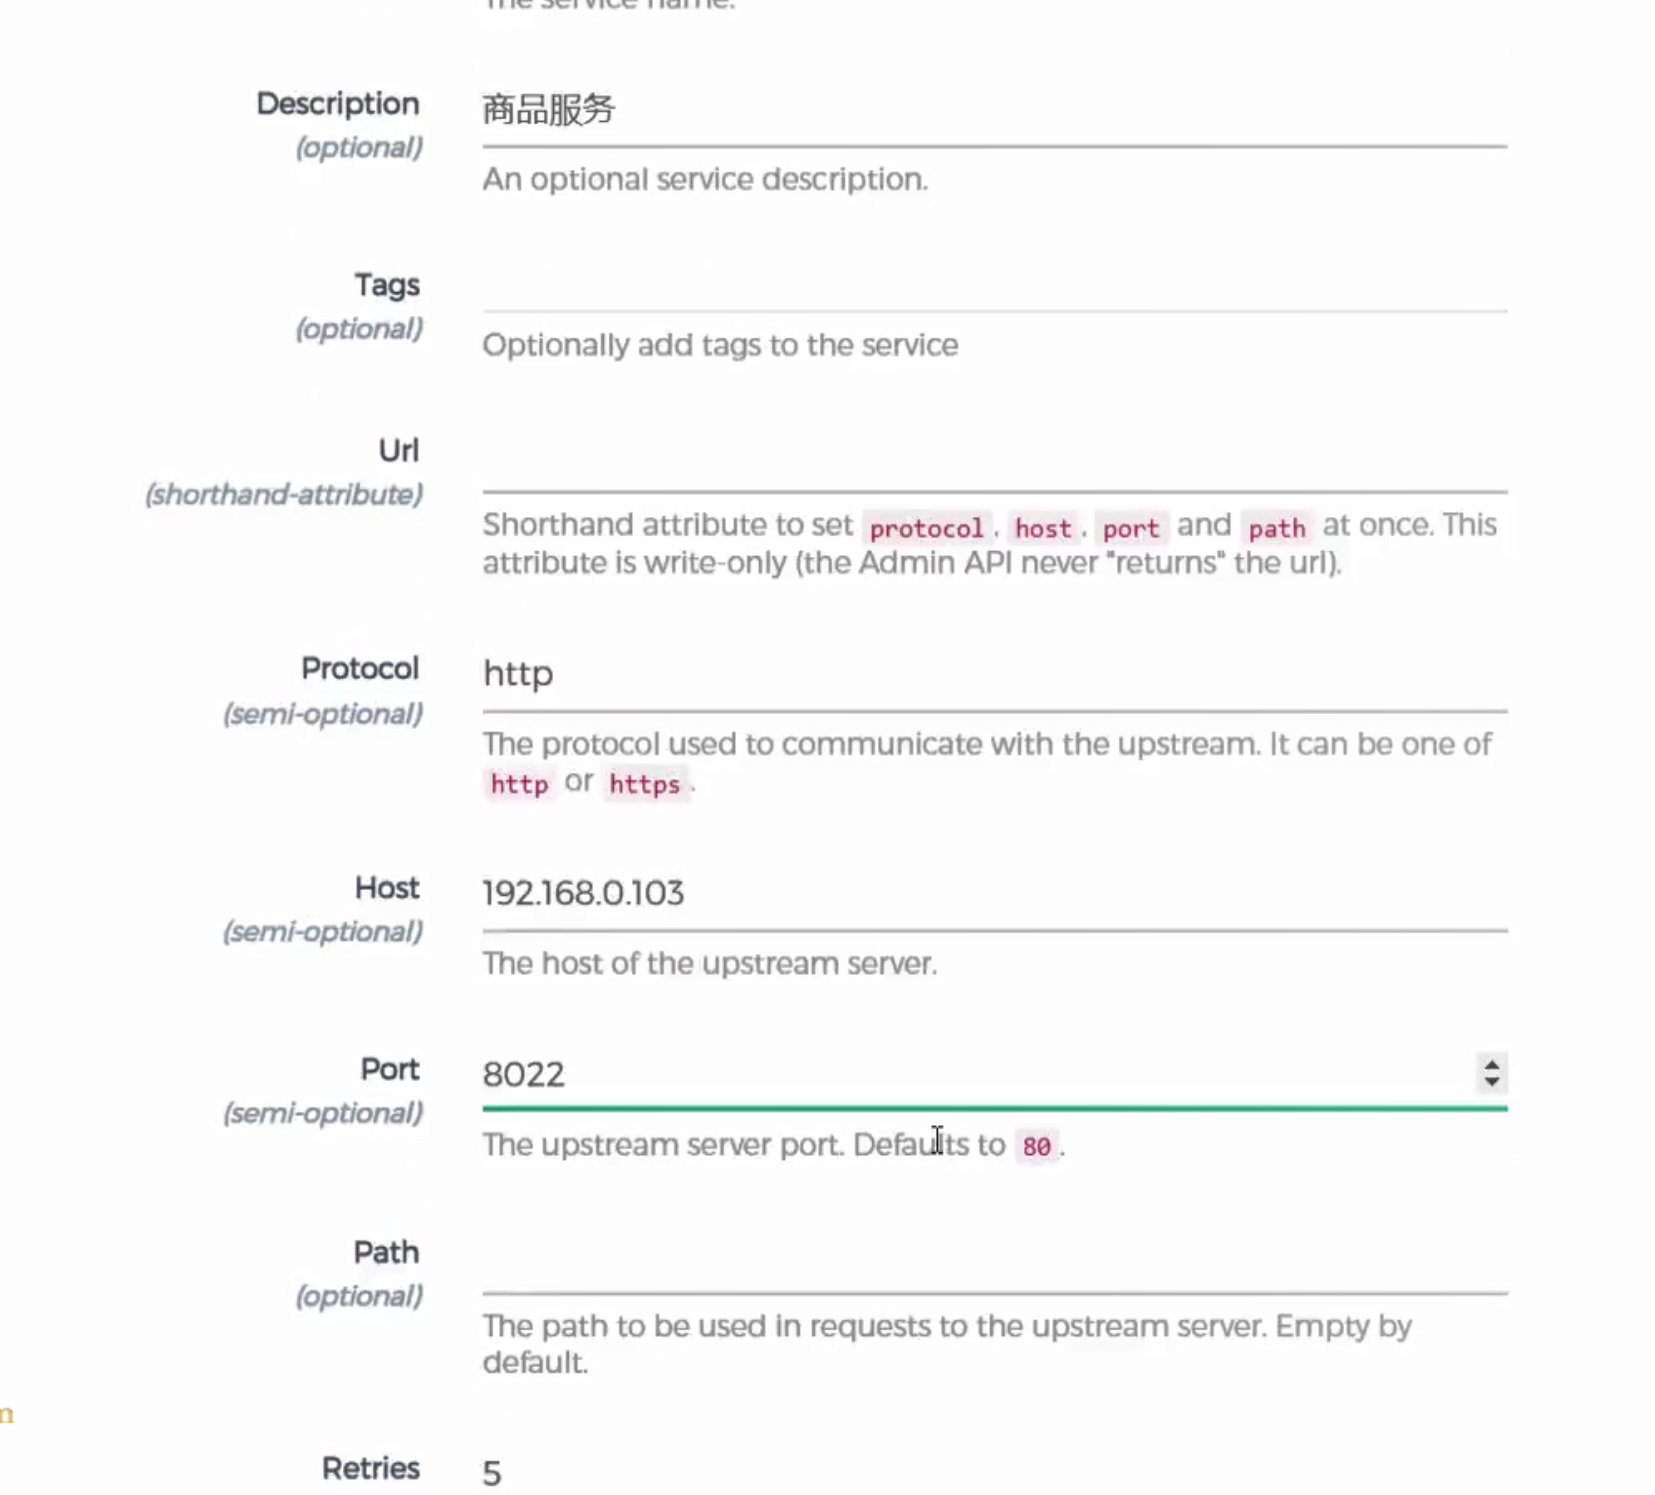 The service name.
Description
商品服务
(optional)
An optional service description.
Tags
(optional)
Optionally add tags to the service
Url
(shorthand-attribute)
Shorthand attribute to set protocol, host, port and path at once. This
attribute is write-only (the Admin API never "returns" the url).
Protocol
http
(semi-optional)
The protocol used to communicate with the upstream. It can be one of
http or https.
Host
192.168.0.103
(semi-optional)
The host of the upstream server.
Port
8022
(semi-optional)
The upstream server port. Defaults to 80.
Path
(optional)
The path to be used in requests to the upstream server. Empty by
default.
n
Retries
5